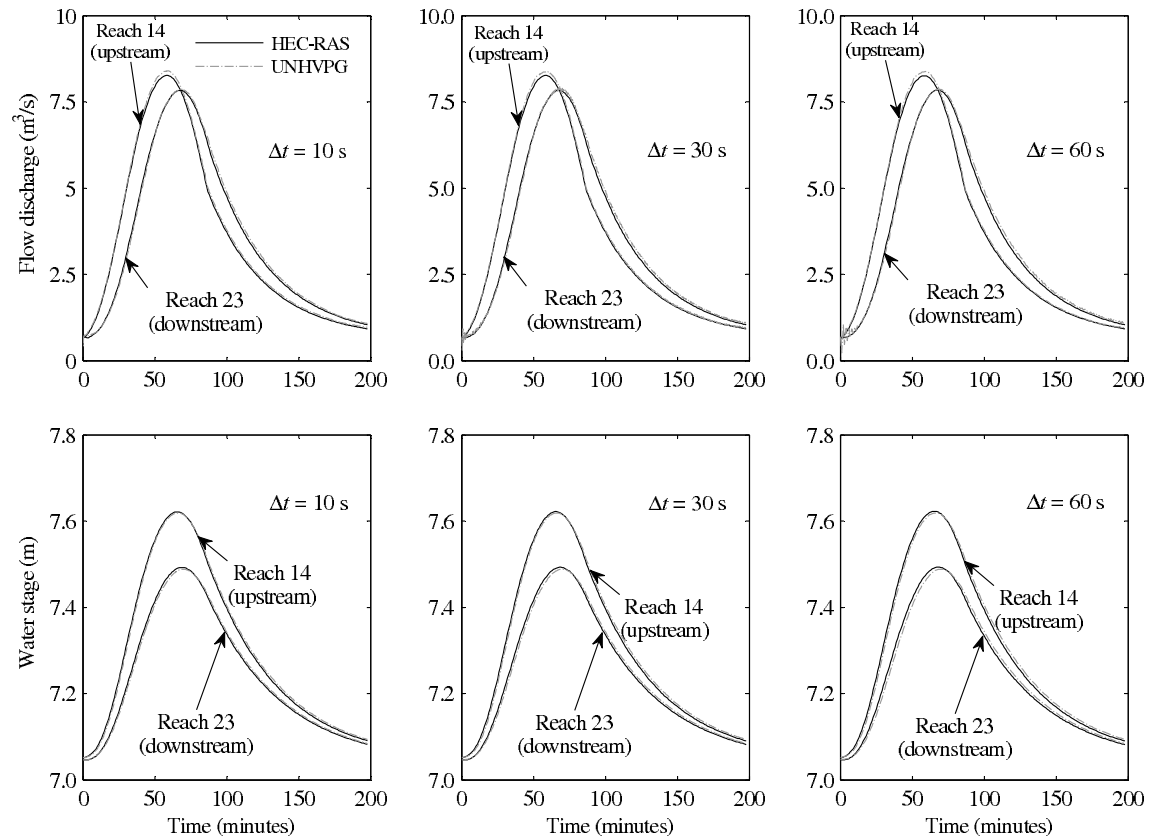 10
7.5
5.0
2.5
0
0
50
100
150
200
Flow discharge (m³/s)
Reach 14
(upstream)
HEC-RAS
UNHVPG
Δt = 10 s
Reach 23
(downstream)
10.0
7.5
5.0
2.5
0.0
0
50
100
150
200
Reach 14
(upstream)
Δt = 30 s
Reach 23
(downstream)
10.0
7.5
5.0
2.5
0.0
0
50
100
150
200
Reach 14
(upstream)
Δt = 60 s
Reach 23
(downstream)
7.8
7.6
7.4
7.2
7.0
0
50
100
150
200
Water stage (m)
Time (minutes)
Δt = 10 s
Reach 14
(upstream)
Reach 23
(downstream)
7.8
7.6
7.4
7.2
7.0
0
50
100
150
200
Time (minutes)
Δt = 30 s
Reach 14
(upstream)
Reach 23
(downstream)
7.8
7.6
7.4
7.2
7.0
0
50
100
150
200
Time (minutes)
Δt = 60 s
Reach 14
(upstream)
Reach 23
(downstream)